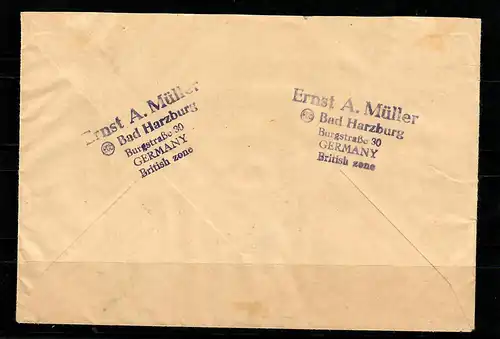 Ernst A. Müller
Bad Harzburg
Burgstraße 30
GERMANY
British zone
Ernst A. Müller
Bad Harzburg
Burgstraße 30
GERMANY
British zone